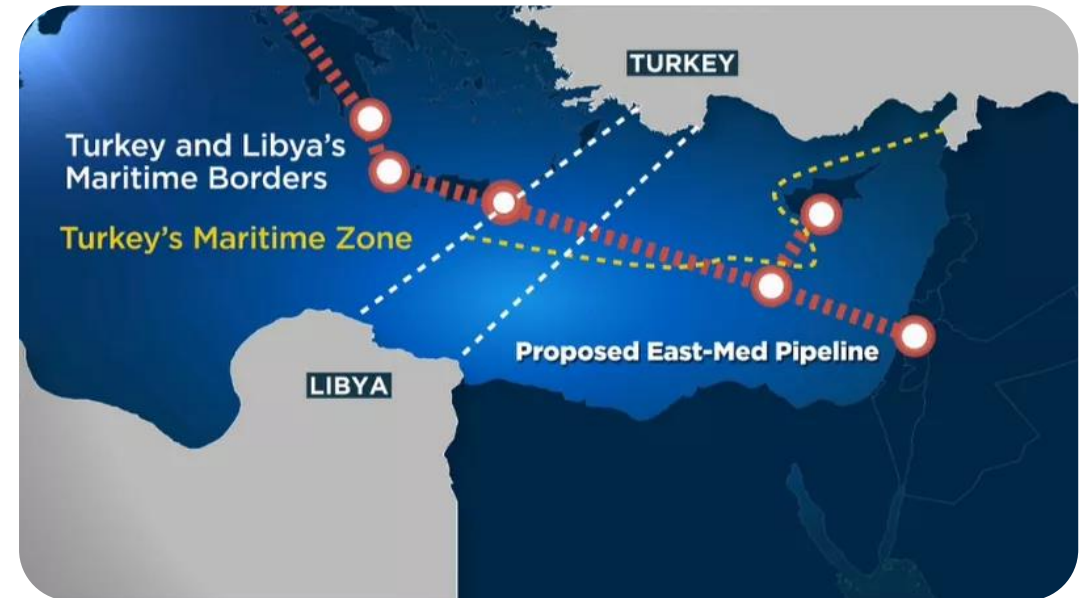 TURKEY
Turkey and Libya's
Maritime Borders
Turkey's Maritime Zone
Proposed East-Med Pipeline
LIBYA